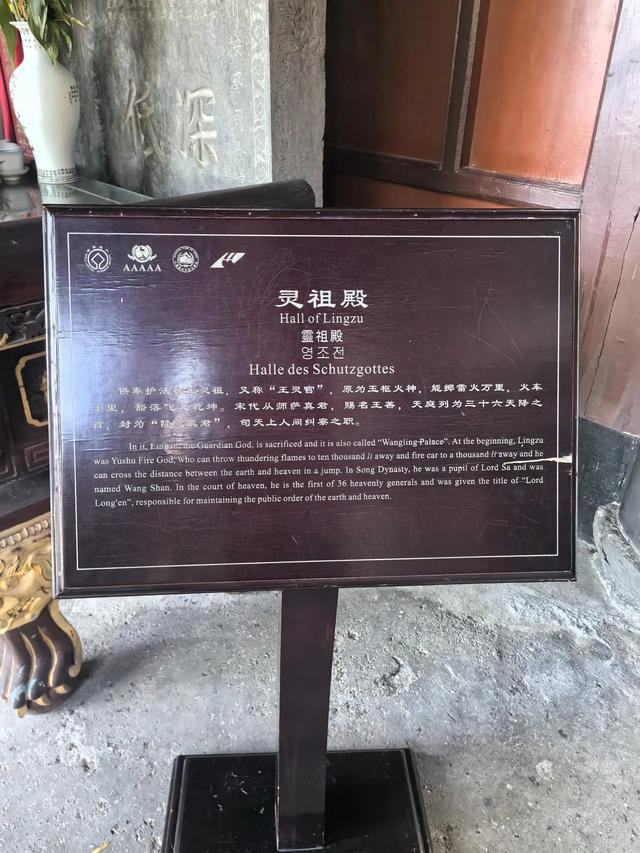 深
低
AAAAA
灵祖殿
Hall of Lingzu
靈祖殿
영조전
Halle des Schutzgottes
供奉护法 灵祖，又称“王灵官”，原为玉枢火神，能掷雷火万里，火车
千里，豁落 乾坤。宋代从师萨真君，赐名王善，天庭列为三十六天降之
首，封为“隆恩真君”，司天上人间纠察之职。
In it, Lingzu, the Guardian God, is sacrificed and it is also called “Wangling Palace”. At the beginning, Lingzu
was Yushu Fire God, who can throw thundering flames to ten thousand li away and fire car to a thousand li away and he
can cross the distance between the earth and heaven in a jump. In Song Dynasty, he was a pupil of Lord Sa and was
named Wang Shan. In the court of heaven, he is the first of 36 heavenly generals and was given the title of “Lord
Long'en”, responsible for maintaining the public order of the earth and heaven.